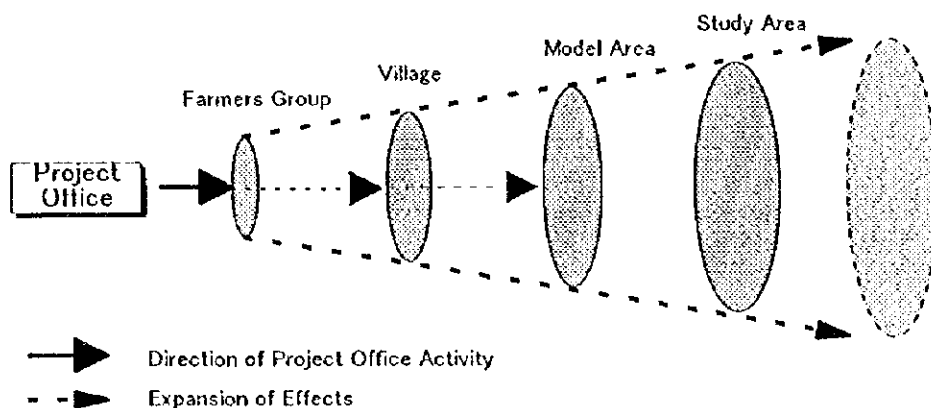 Study Area
Model Area
Village
Farmers Group
Project
Office
Direction of Project Office Activity
Expansion of Effects